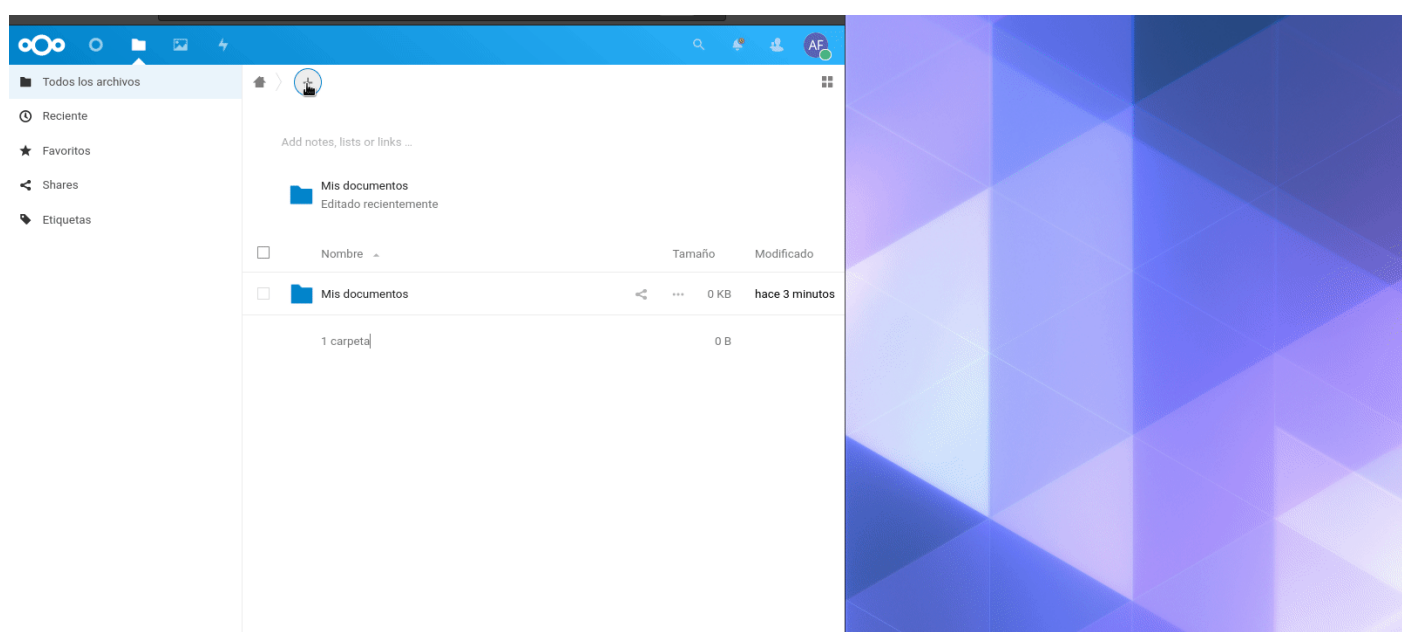 AF
Todos los archivos
Reciente
Favoritos
Shares
Etiquetas
Add notes, lists or links ...
Mis documentos
Editado recientemente
Nombre Tamaño Modificado
Mis documentos 0 KB hace 3 minutos
1 carpeta 0 B